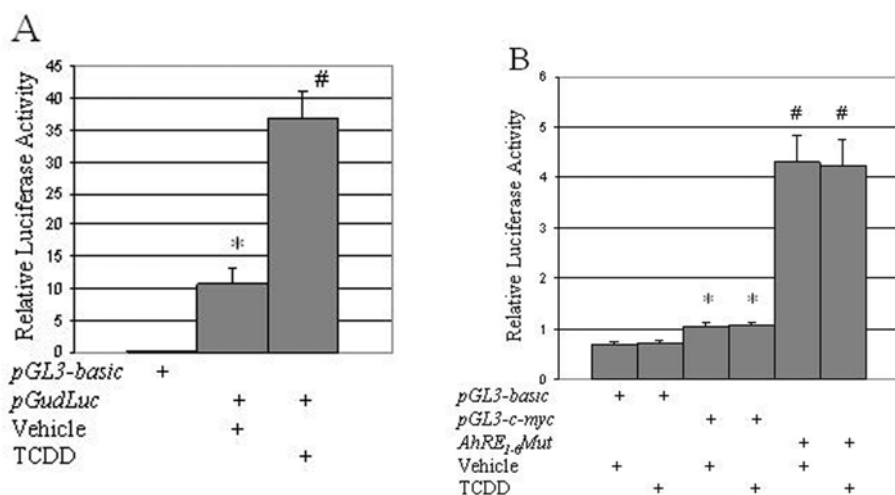 A
Relative Luciferase Activity
45
40
35
30
25
20
15
10
5
0
*
#
pGL3-basic +
pGudLuc + +
Vehicle +
TCDD +
B
Relative Luciferase Activity
6
5
4
3
2
1
0
* * # #
pGL3-basic + +
pGL3-c-myc + +
AhRE1-6Mut + +
Vehicle + + +
TCDD + + +